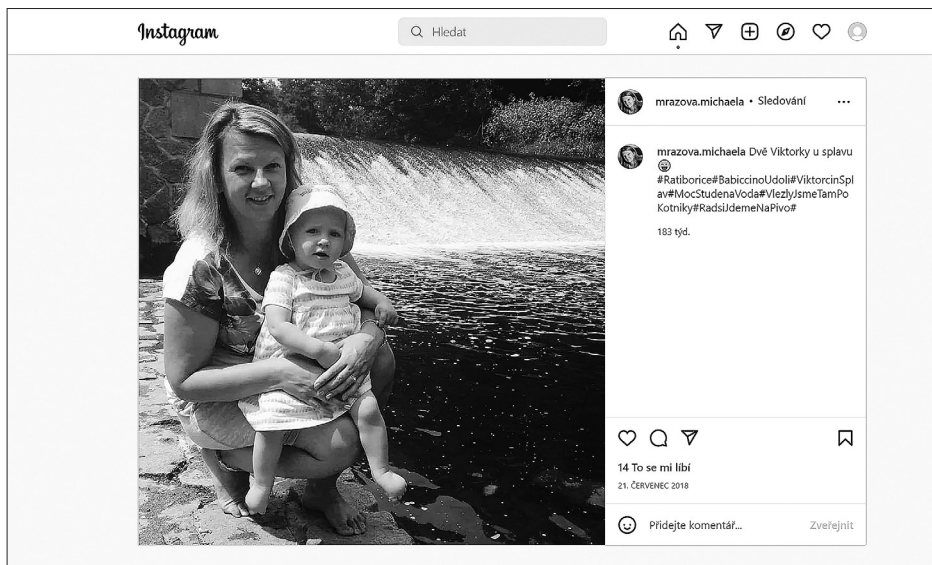 Instagram
Hledat
mrazova.michaela • Sledování
mrazova.michaela Dvě Viktorky u splavu
#Ratiborice#BabiccinoUdoli#ViktorcinSpl
av#MocStudenaVoda#VlezlyJsmeTamPo
Kotniky#RadsiJdemeNaPivo#
183 týd.
14 To se mi líbí
21. ČERVENEC 2018
Přidejte komentář...
Zveřejnit